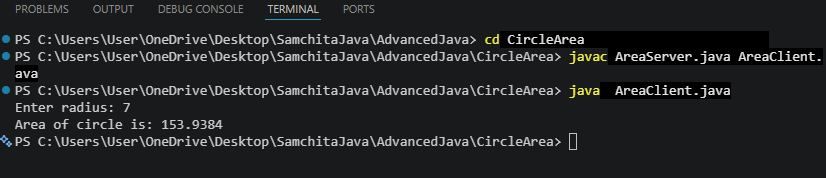 PROBLEMS OUTPUT DEBUG CONSOLE TERMINAL PORTS
PS C:\Users\User\OneDrive\Desktop\SamchitaJava\AdvancedJava> cd CircleArea
PS C:\Users\User\OneDrive\Desktop\SamchitaJava\AdvancedJava\CircleArea> javac AreaServer.java AreaClient.j
ava
PS C:\Users\User\OneDrive\Desktop\SamchitaJava\AdvancedJava\CircleArea> java  AreaClient.java
Enter radius: 7
Area of circle is: 153.9384
PS C:\Users\User\OneDrive\Desktop\SamchitaJava\AdvancedJava\CircleArea>